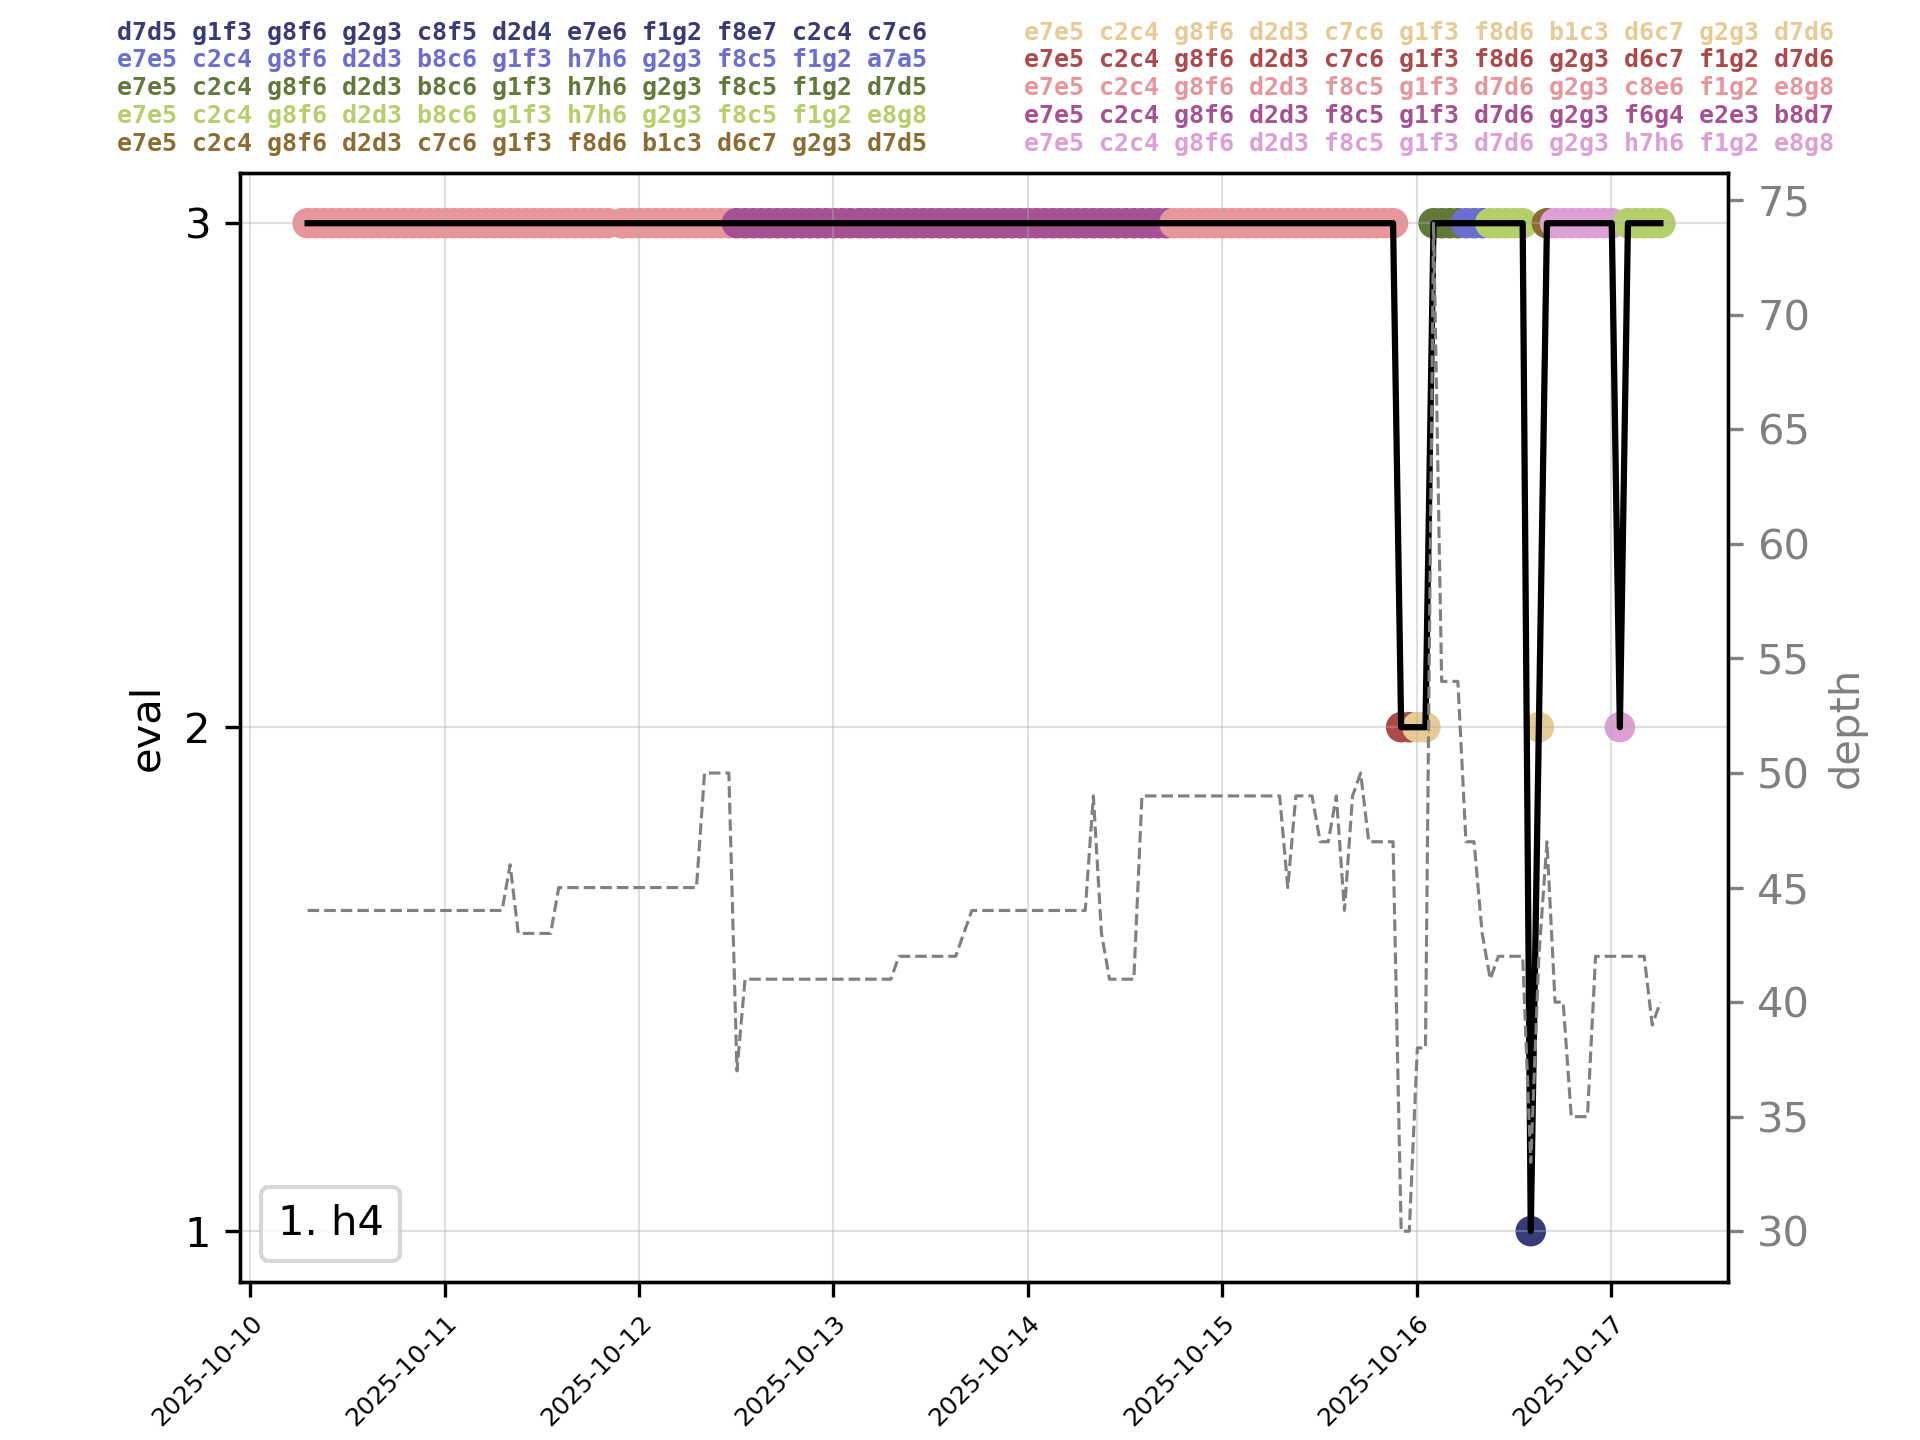 d7d5 g1f3 g8f6 g2g3 c8f5 d2d4 e7e6 f1g2 f8e7 c2c4 c7c6
e7e5 c2c4 g8f6 d2d3 b8c6 g1f3 h7h6 g2g3 f8c5 f1g2 a7a5
e7e5 c2c4 g8f6 d2d3 b8c6 g1f3 h7h6 g2g3 f8c5 f1g2 d7d5
e7e5 c2c4 g8f6 d2d3 b8c6 g1f3 h7h6 g2g3 f8c5 f1g2 e8g8
e7e5 c2c4 g8f6 d2d3 c7c6 g1f3 f8d6 b1c3 d6c7 g2g3 d7d5
e7e5 c2c4 g8f6 d2d3 c7c6 g1f3 f8d6 b1c3 d6c7 g2g3 d7d6
e7e5 c2c4 g8f6 d2d3 c7c6 g1f3 f8d6 g2g3 d6c7 f1g2 d7d6
e7e5 c2c4 g8f6 d2d3 f8c5 g1f3 d7d6 g2g3 c8e6 f1g2 e8g8
e7e5 c2c4 g8f6 d2d3 f8c5 g1f3 d7d6 g2g3 f6g4 e2e3 b8d7
e7e5 c2c4 g8f6 d2d3 f8c5 g1f3 d7d6 g2g3 h7h6 f1g2 e8g8
eval
3
2
1
1. h4
75
70
65
60
55
50
45
40
35
30
depth
2025-10-10
2025-10-11
2025-10-12
2025-10-13
2025-10-14
2025-10-15
2025-10-16
2025-10-17